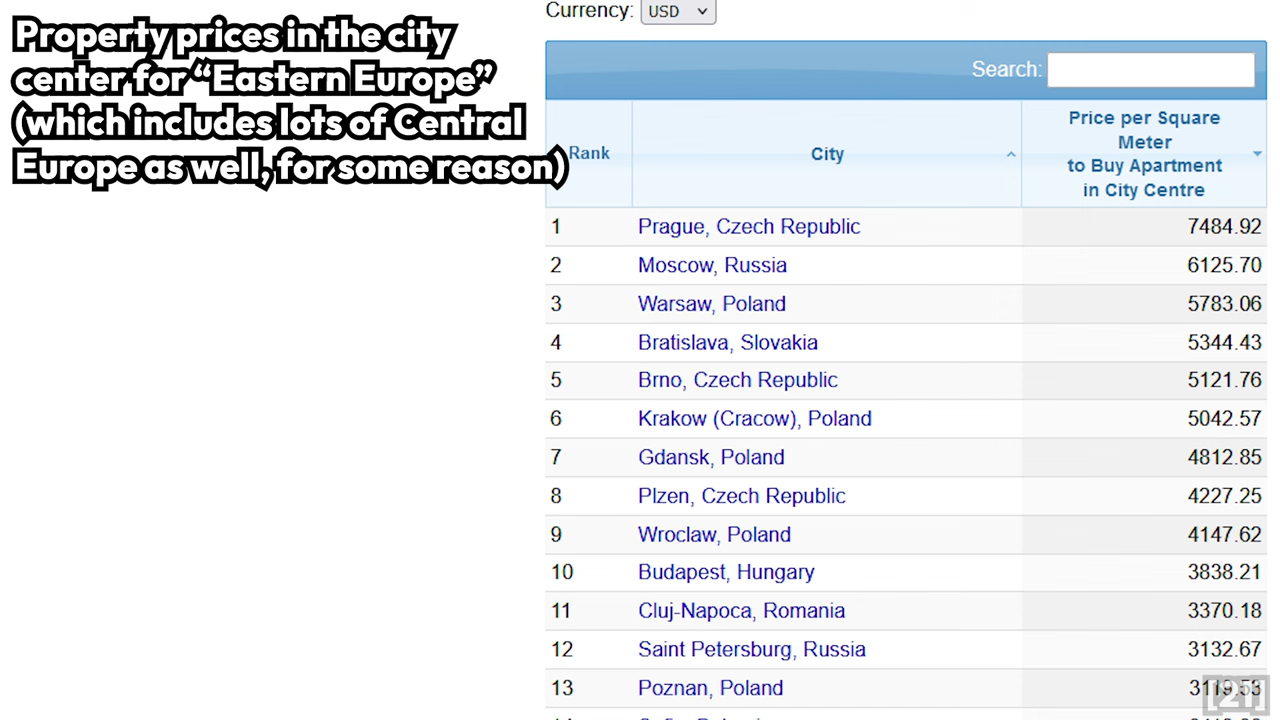 Property prices in the city
center for “Eastern Europe”
(which includes lots of Central
Europe as well, for some reason)
Currency: USD
Search:
Rank City Price per Square
Meter
to Buy Apartment
in City Centre
1 Prague, Czech Republic 7484.92
2 Moscow, Russia 6125.70
3 Warsaw, Poland 5783.06
4 Bratislava, Slovakia 5344.43
5 Brno, Czech Republic 5121.76
6 Krakow (Cracow), Poland 5042.57
7 Gdansk, Poland 4812.85
8 Plzen, Czech Republic 4227.25
9 Wroclaw, Poland 4147.62
10 Budapest, Hungary 3838.21
11 Cluj-Napoca, Romania 3370.18
12 Saint Petersburg, Russia 3132.67
13 Poznan, Poland 3119.53
[21]